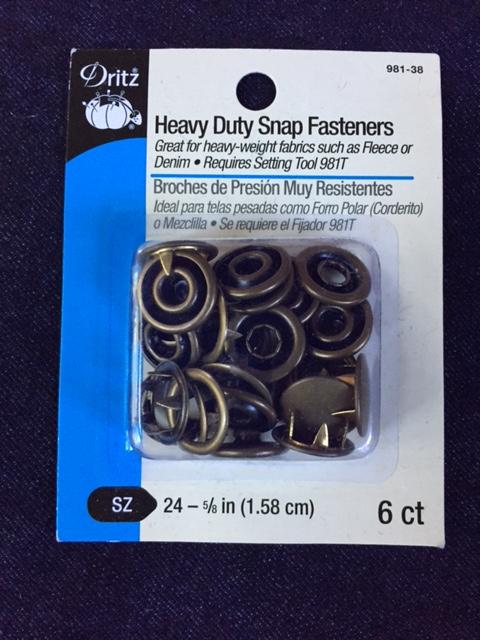 981-38
Dritz
®
Heavy Duty Snap Fasteners
Great for heavy-weight fabrics such as Fleece or
Denim • Requires Setting Tool 981T
Broches de Presión Muy Resistentes
Ideal para telas pesadas como Forro Polar (Corderito)
o Mezclilla • Se requiere el Fijador 981T
SZ 24 – 5/8 in (1.58 cm) 6 ct